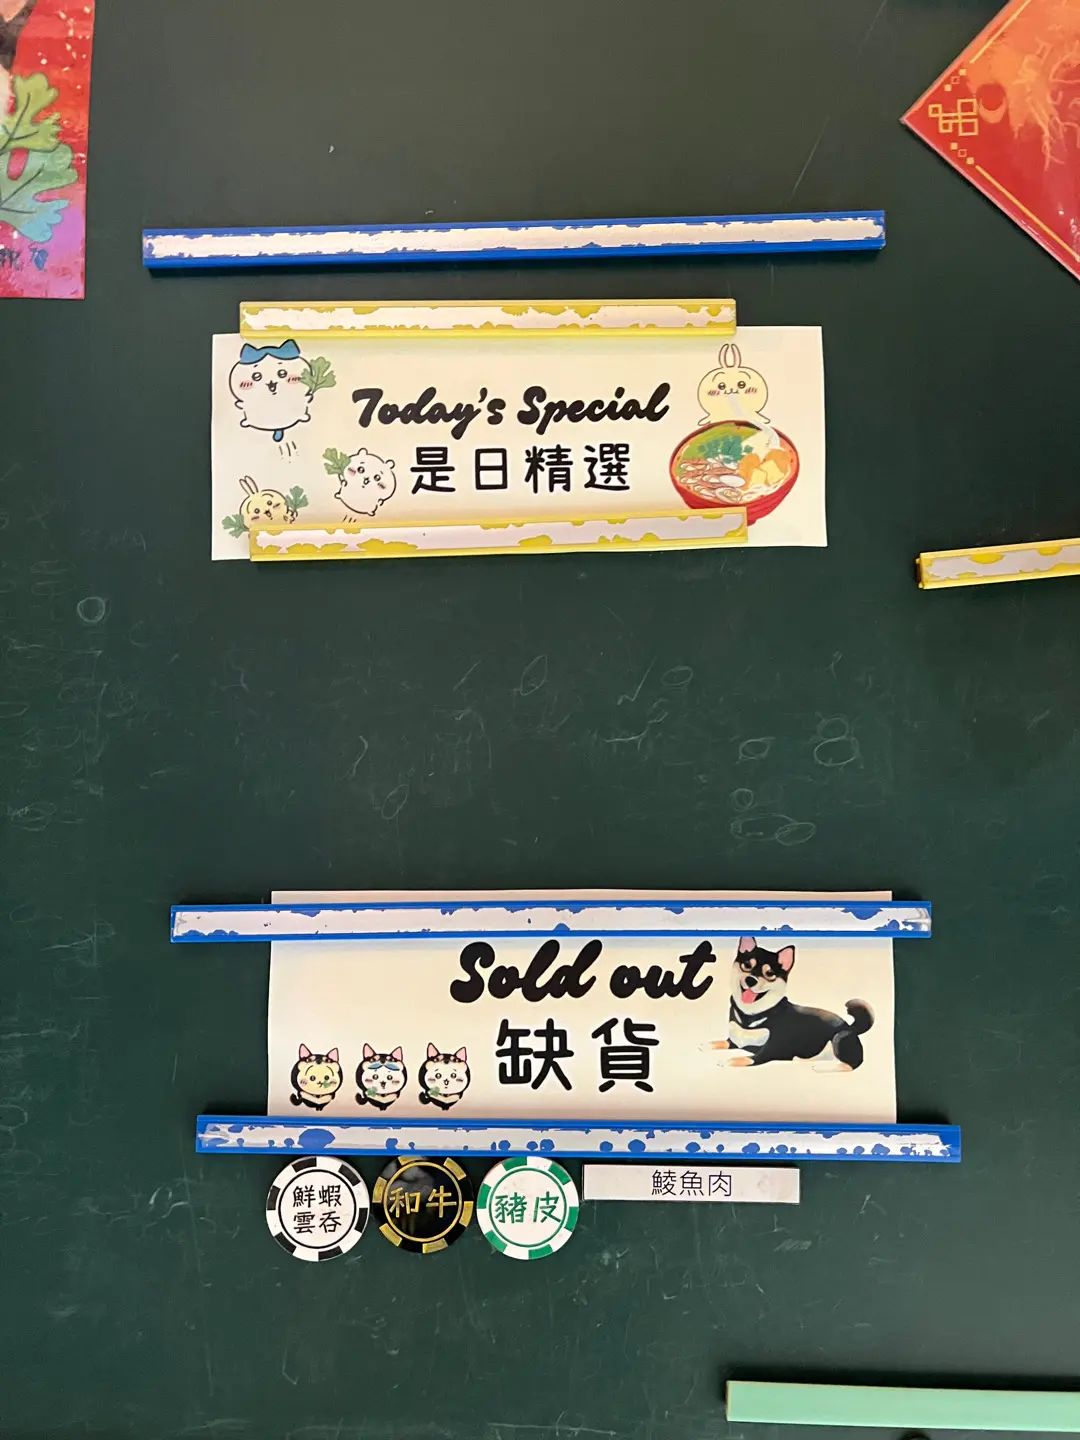 Today's Special
是日精選
Sold out
缺貨
鮮蝦
雲吞
和牛
豬皮
鯪魚肉